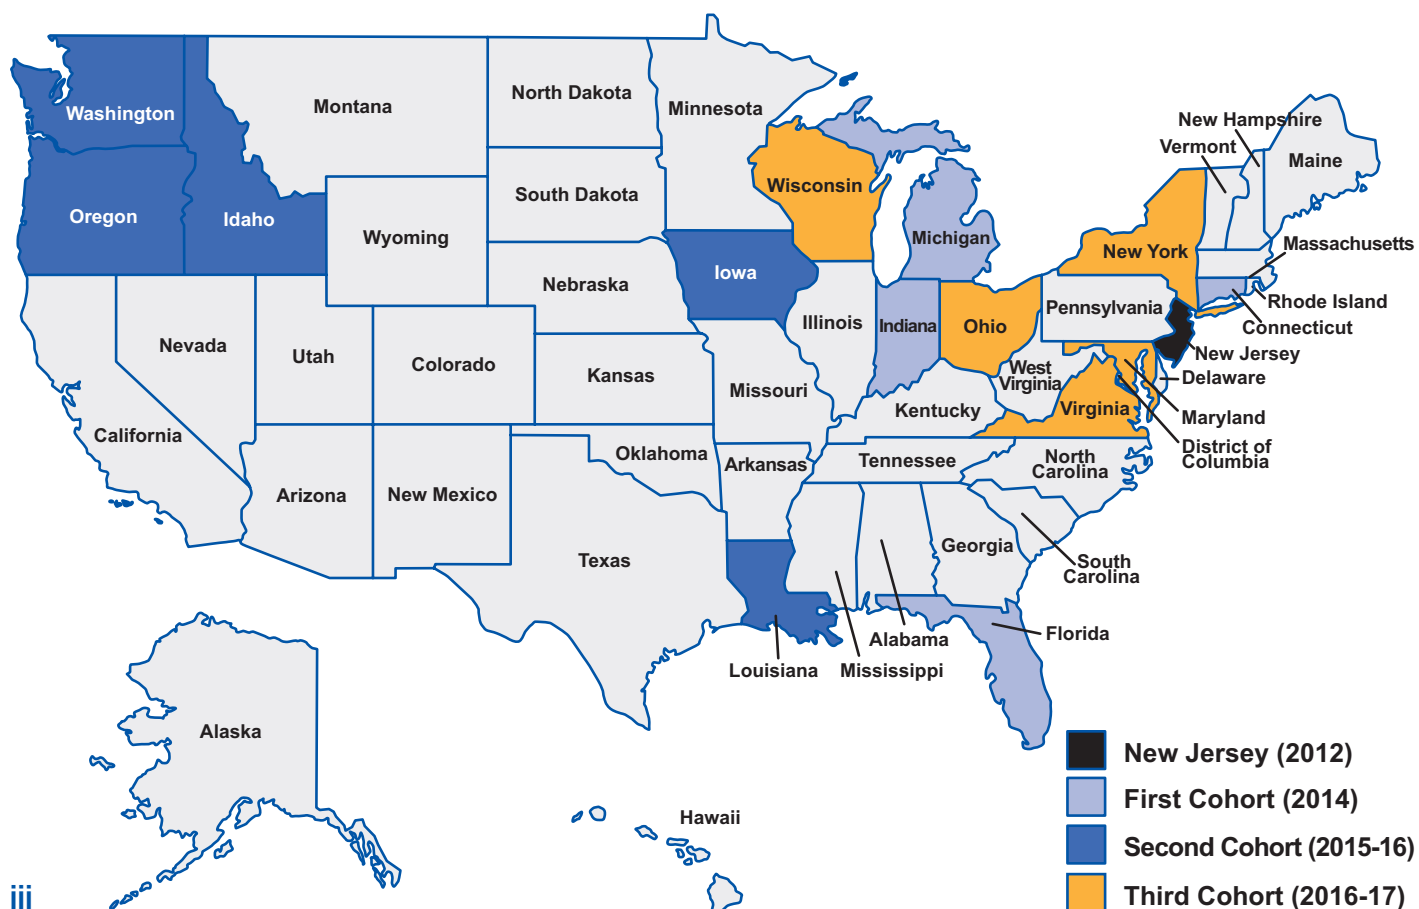 Washington
Montana
North Dakota
Minnesota
New Hampshire
Vermont
Maine
Oregon
Idaho
Wyoming
South Dakota
Wisconsin
Michigan
New York
Massachusetts
Nebraska
Iowa
Rhode Island
Connecticut
Nevada
Utah
Colorado
Kansas
Missouri
Illinois
Indiana
Ohio
Pennsylvania
New Jersey
West
Virginia
Delaware
California
Kentucky
Virginia
Maryland
District of
Columbia
Arizona
New Mexico
Oklahoma
Arkansas
Tennessee
North
Carolina
Texas
Georgia
South
Carolina
Louisiana
Mississippi
Alabama
Florida
Alaska
Hawaii
New Jersey (2012)
First Cohort (2014)
Second Cohort (2015-16)
Third Cohort (2016-17)
iii